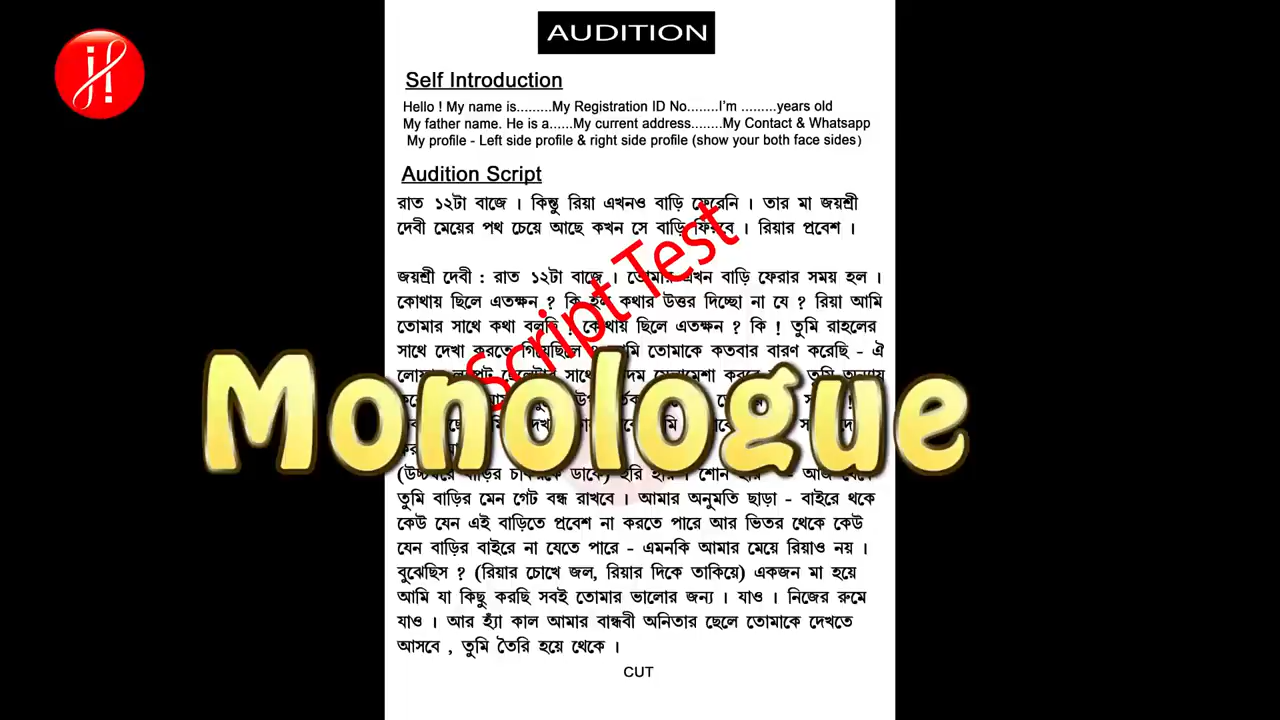 AUDITION
Self Introduction
Hello ! My name is.........My Registration ID No........I'm .........years old
My father name. He is a......My current address........My Contact & Whatsapp
My profile - Left side profile & right side profile (show your both face sides)
Audition Script
রাত ১২টা বাজে । কিন্তু রিয়া এখনও বাড়ি ফেরেনি । তার মা জয়শ্রী
দেবী মেয়ের পথ চেয়ে আছে কখন সে বাড়ি ফিরবে । রিয়ার প্রবেশ ।
জয়শ্রী দেবী : রাত ১২টা বাজে । তোমার এখন বাড়ি ফেরার সময় হল ।
কোথায় ছিলে এতক্ষন ? কি হল কথার উত্তর দিচ্ছো না যে ? রিয়া আমি
তোমার সাথে কথা বলছি । কোথায় ছিলে এতক্ষন ? কি ! তুমি রাহলের
সাথে দেখা করতে গিয়েছিলে ? আমি তোমাকে কতবার বারণ করেছি - ঐ
Script Test
Monologue
তুমি বাড়ির মেন গেট বন্ধ রাখবে । আমার অনুমতি ছাড়া - বাইরে থকে
কেউ যেন এই বাড়িতে প্রবেশ না করতে পারে আর ভিতর থেকে কেউ
যেন বাড়ির বাইরে না যেতে পারে - এমনকি আমার মেয়ে রিয়াও নয় ।
বুঝেছিস ? (রিয়ার চোখে জল, রিয়ার দিকে তাকিয়ে) একজন মা হয়ে
আমি যা কিছু করছি সবই তোমার ভালোর জন্য । যাও । নিজের রুমে
যাও । আর হ্যাঁ কাল আমার বান্ধবী অনিতার ছেলে তোমাকে দেখতে
আসবে , তুমি তৈরি হয়ে থেকে ।
CUT